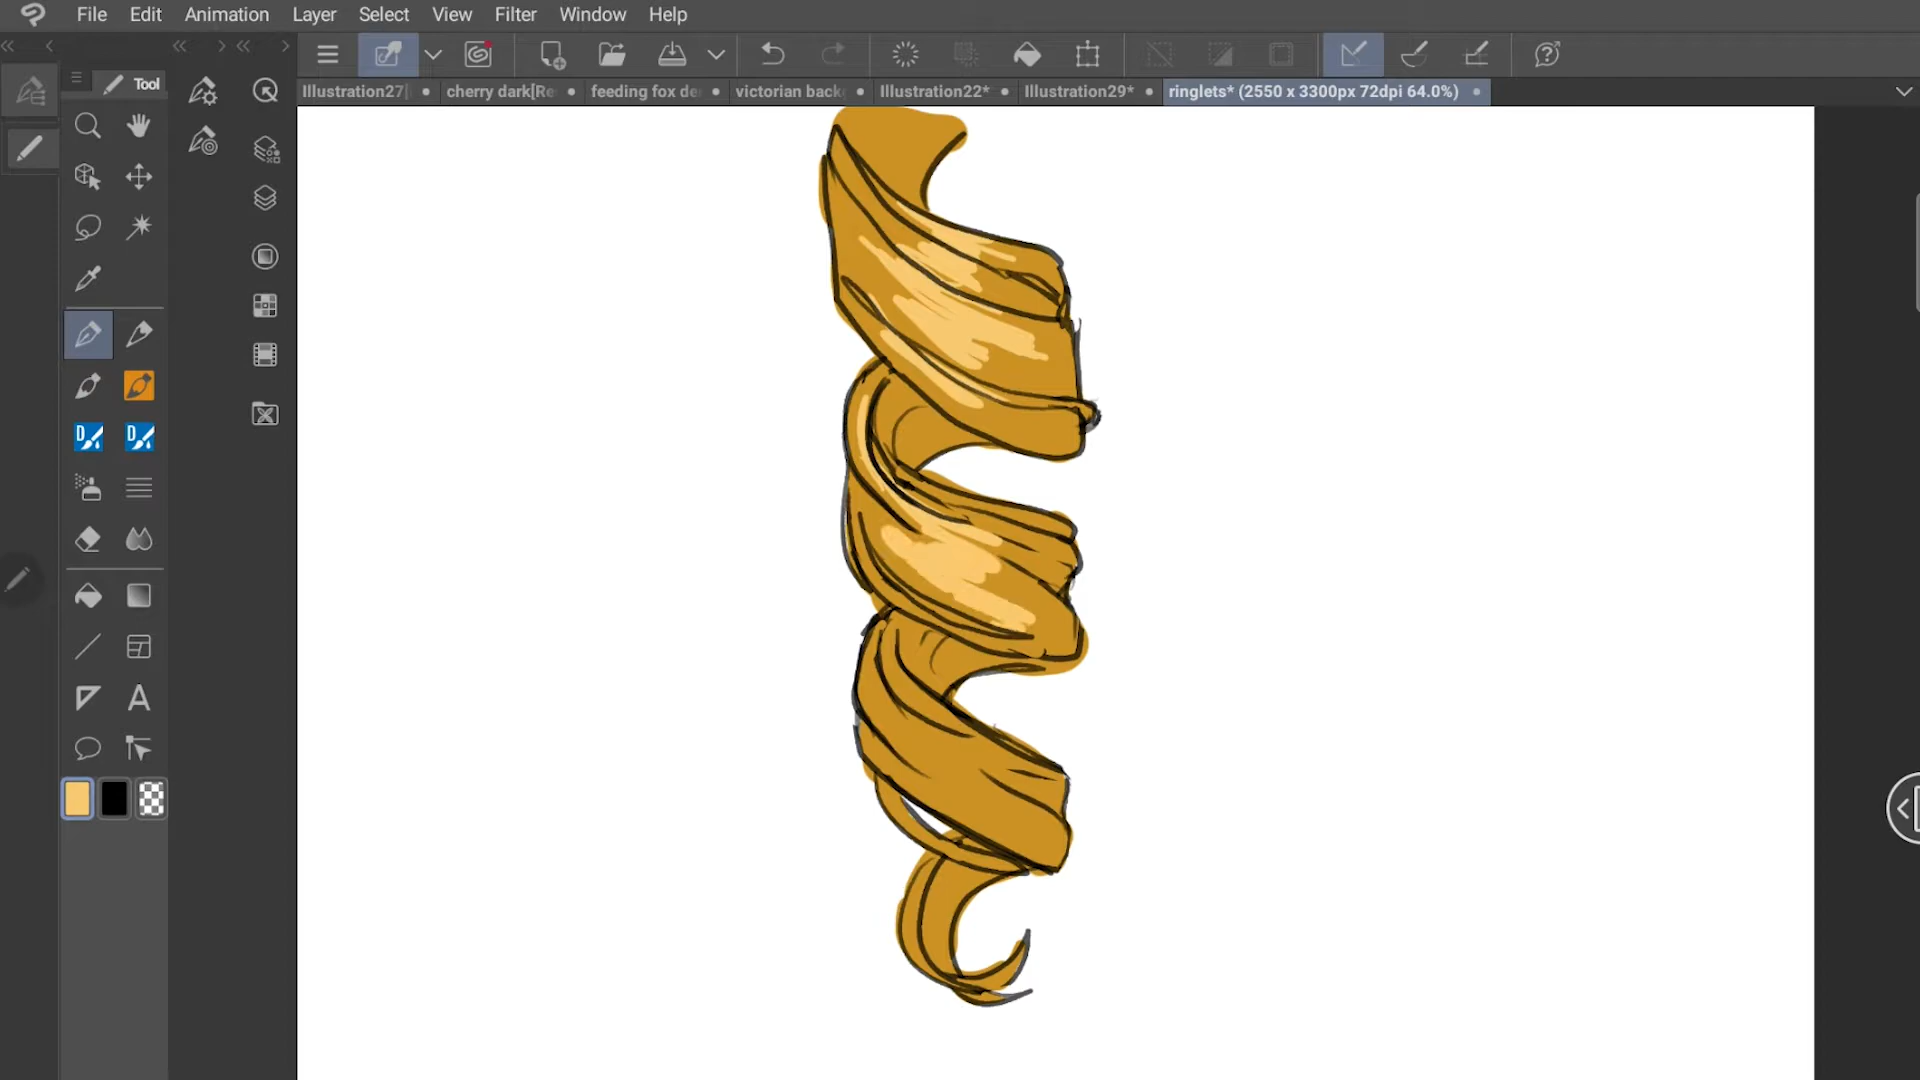 File Edit Animation Layer Select View Filter Window Help
Tool
Illustration27[ cherry dark[Re feeding fox de victorian back Illustration22* Illustration29* ringlets* (2550 x 3300px 72dpi 64.0%)
D D
A